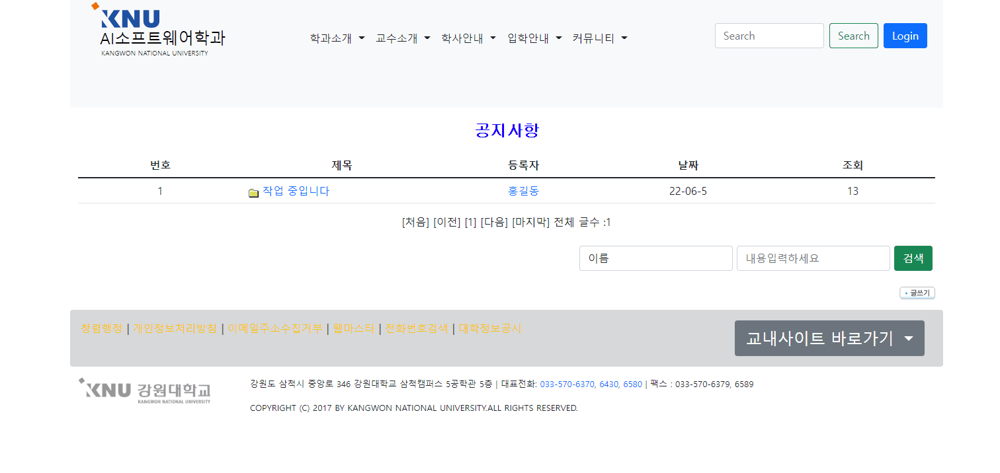 KNU
AI소프트웨어학과
KANGWON NATIONAL UNIVERSITY
학과소개 교수소개 학사안내 입학안내 커뮤니티
Search Search Login
공지사항
번호 제목 등록자 날짜 조회
1 작업 중입니다 홍길동 22-06-5 13
[처음] [이전] [1] [다음] [마지막] 전체 글수 :1
이름 내용입력하세요 검색
글쓰기
청렴행정 | 개인정보처리방침 | 이메일주소수집거부 | 웹마스터 | 전화번호검색 | 대학정보공시
교내사이트 바로가기
KNU 강원대학교
KANGWON NATIONAL UNIVERSITY
강원도 삼척시 중앙로 346 강원대학교 삼척캠퍼스 5공학관 5층 | 대표전화: 033-570-6370, 6430, 6580 | 팩스 : 033-570-6379, 6589
COPYRIGHT (C) 2017 BY KANGWON NATIONAL UNIVERSITY.ALL RIGHTS RESERVED.